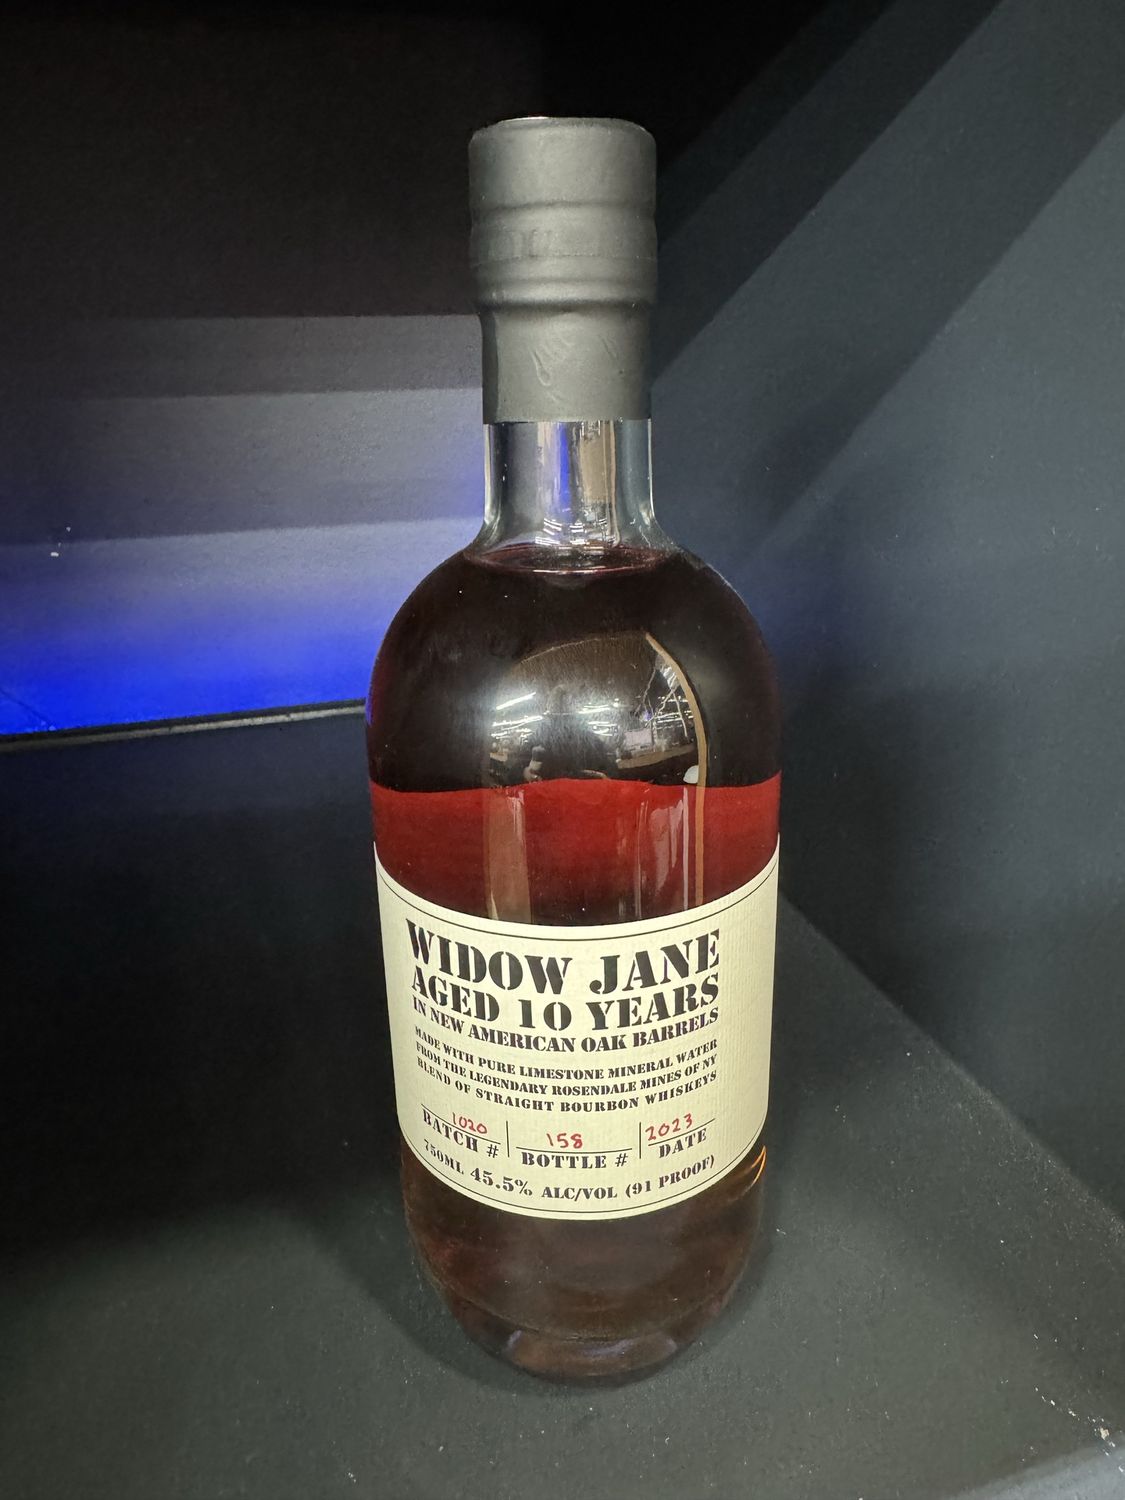 WIDOW JANE
AGED 10 YEARS
IN NEW AMERICAN OAK BARRELS
MADE WITH PURE LIMESTONE MINERAL WATER
FROM THE LEGENDARY ROSENDALE MINES OF NY
BLEND OF STRAIGHT BOURBON WHISKEYS
1020 158 2023
BATCH # BOTTLE # DATE
750ML 45.5% ALC/VOL (91 PROOF)